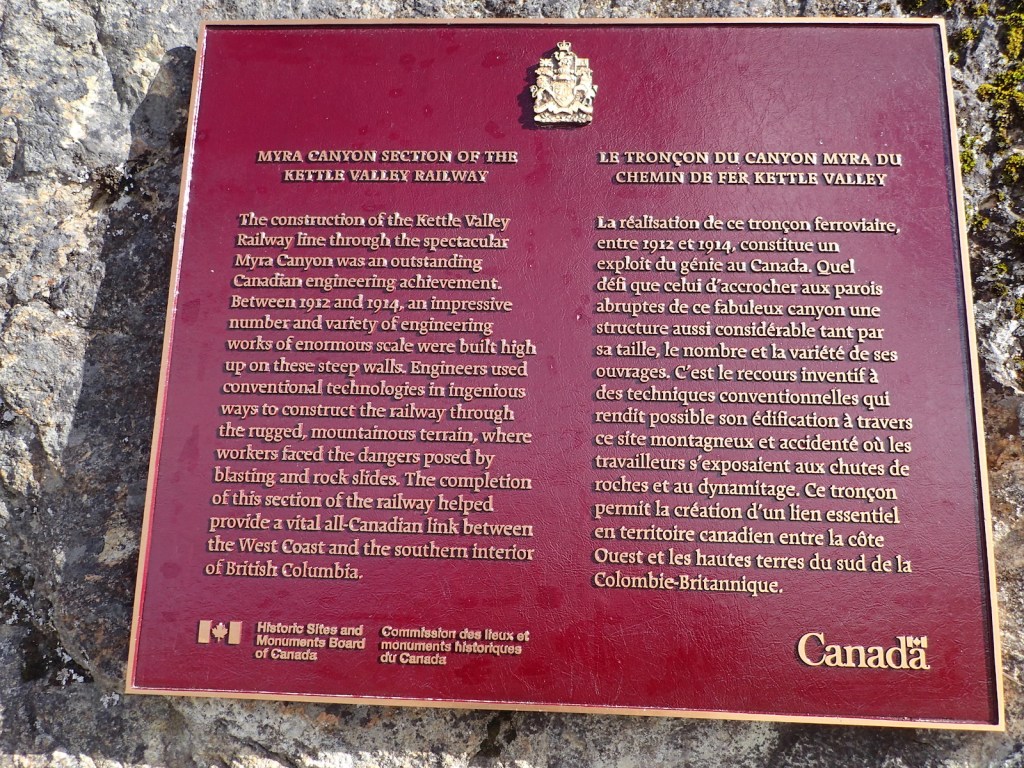 MYRA CANYON SECTION OF THE
KETTLE VALLEY RAILWAY
The construction of the Kettle Valley
Railway line through the spectacular
Myra Canyon was an outstanding
Canadian engineering achievement.
Between 1912 and 1914, an impressive
number and variety of engineering
works of enormous scale were built high
up on these steep walls. Engineers used
conventional technologies in ingenious
ways to construct the railway through
the rugged, mountainous terrain, where
workers faced the dangers posed by
blasting and rock slides. The completion
of this section of the railway helped
provide a vital all-Canadian link between
the West Coast and the southern interior
of British Columbia.
LE TRONÇON DU CANYON MYRA DU
CHEMIN DE FER KETTLE VALLEY
La réalisation de ce tronçon ferroviaire,
entre 1912 et 1914, constitue un
exploit du génie au Canada. Quel
défi que celui d'accrocher aux parois
abruptes de ce fabuleux canyon une
structure aussi considérable tant par
sa taille, le nombre et la variété de ses
ouvrages. C'est le recours inventif à
des techniques conventionnelles qui
rendit possible son édification à travers
ce site montagneux et accidenté où les
travailleurs s'exposaient aux chutes de
roches et au dynamitage. Ce tronçon
permit la création d'un lien essentiel
en territoire canadien entre la côte
Ouest et les hautes terres du sud de la
Colombie-Britannique.
Historic Sites and
Monuments Board
of Canada
Commission des lieux et
monuments historiques
du Canada
Canada